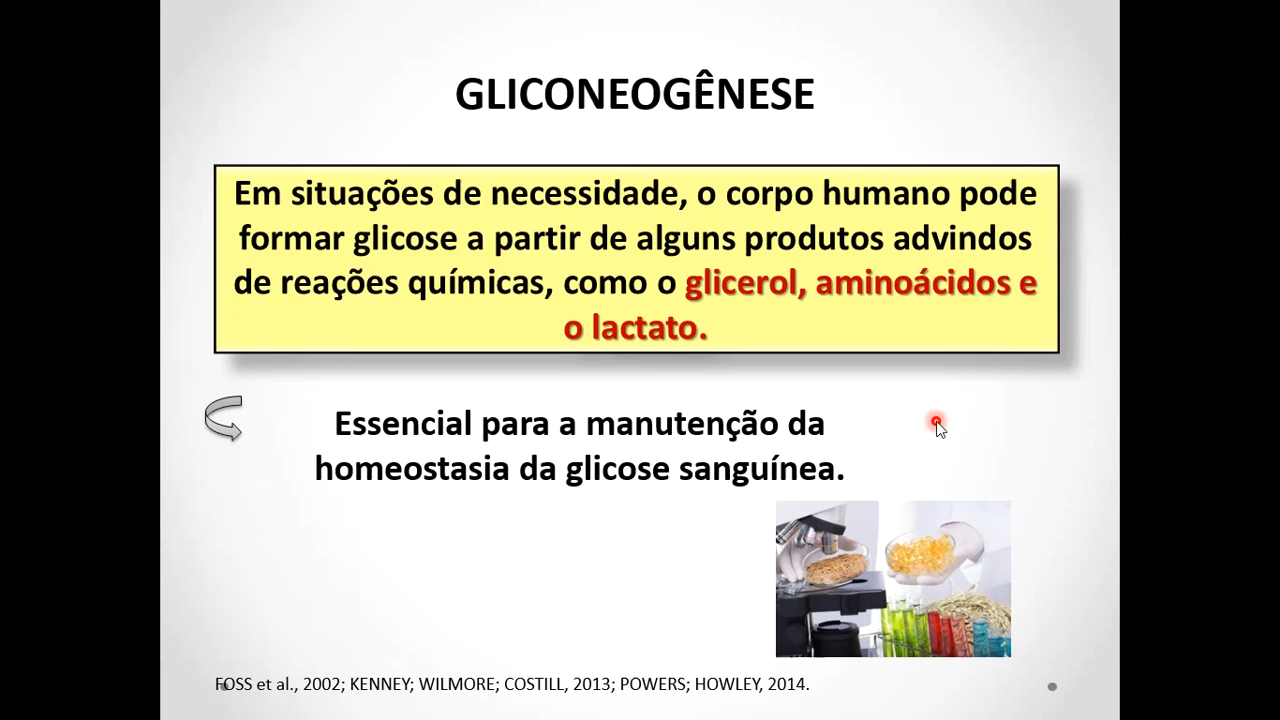 GLICONEOGÊNESE
Em situações de necessidade, o corpo humano pode
formar glicose a partir de alguns produtos advindos
de reações químicas, como o glicerol, aminoácidos e
o lactato.
Essencial para a manutenção da
homeostasia da glicose sanguínea.
FOSS et al., 2002; KENNEY; WILMORE; COSTILL, 2013; POWERS; HOWLEY, 2014.